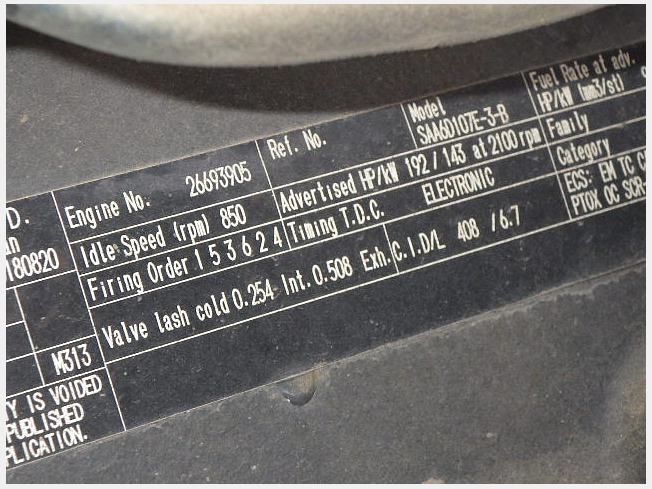 Fuel Rate at adv.
HP/kW (mm3/st)
Model
SAA6D107E-3-B
Ref. No.
Engine No. 26693905
Family
Advertised HP/kW 192 / 143 at 2100 rpm
Idle Speed (rpm) 850
Category
Timing T.D.C. ELECTRONIC
Firing Order 1 5 3 6 2 4
ECS: EM TC
PTOX OC SCR-
C.I.D/L 408 / 6.7
Valve lash cold 0.254 Int. 0.508 Exh.
D.
180820
M313
Y IS VOIDED
PUBLISHED
PLICATION.